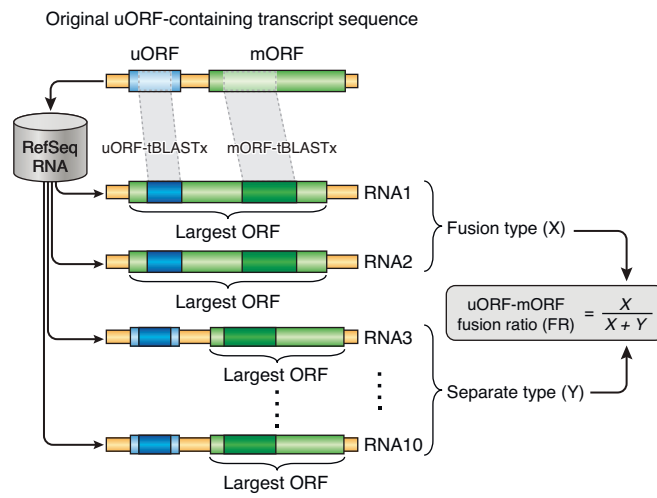 Original uORF-containing transcript sequence
uORF
mORF
RefSeq
RNA
uORF-tBLASTx
mORF-tBLASTx
RNA1
Largest ORF
Fusion type (X)
RNA2
Largest ORF
uORF-mORF
fusion ratio (FR)
= X / X + Y
RNA3
Largest ORF
Separate type (Y)
RNA10
Largest ORF